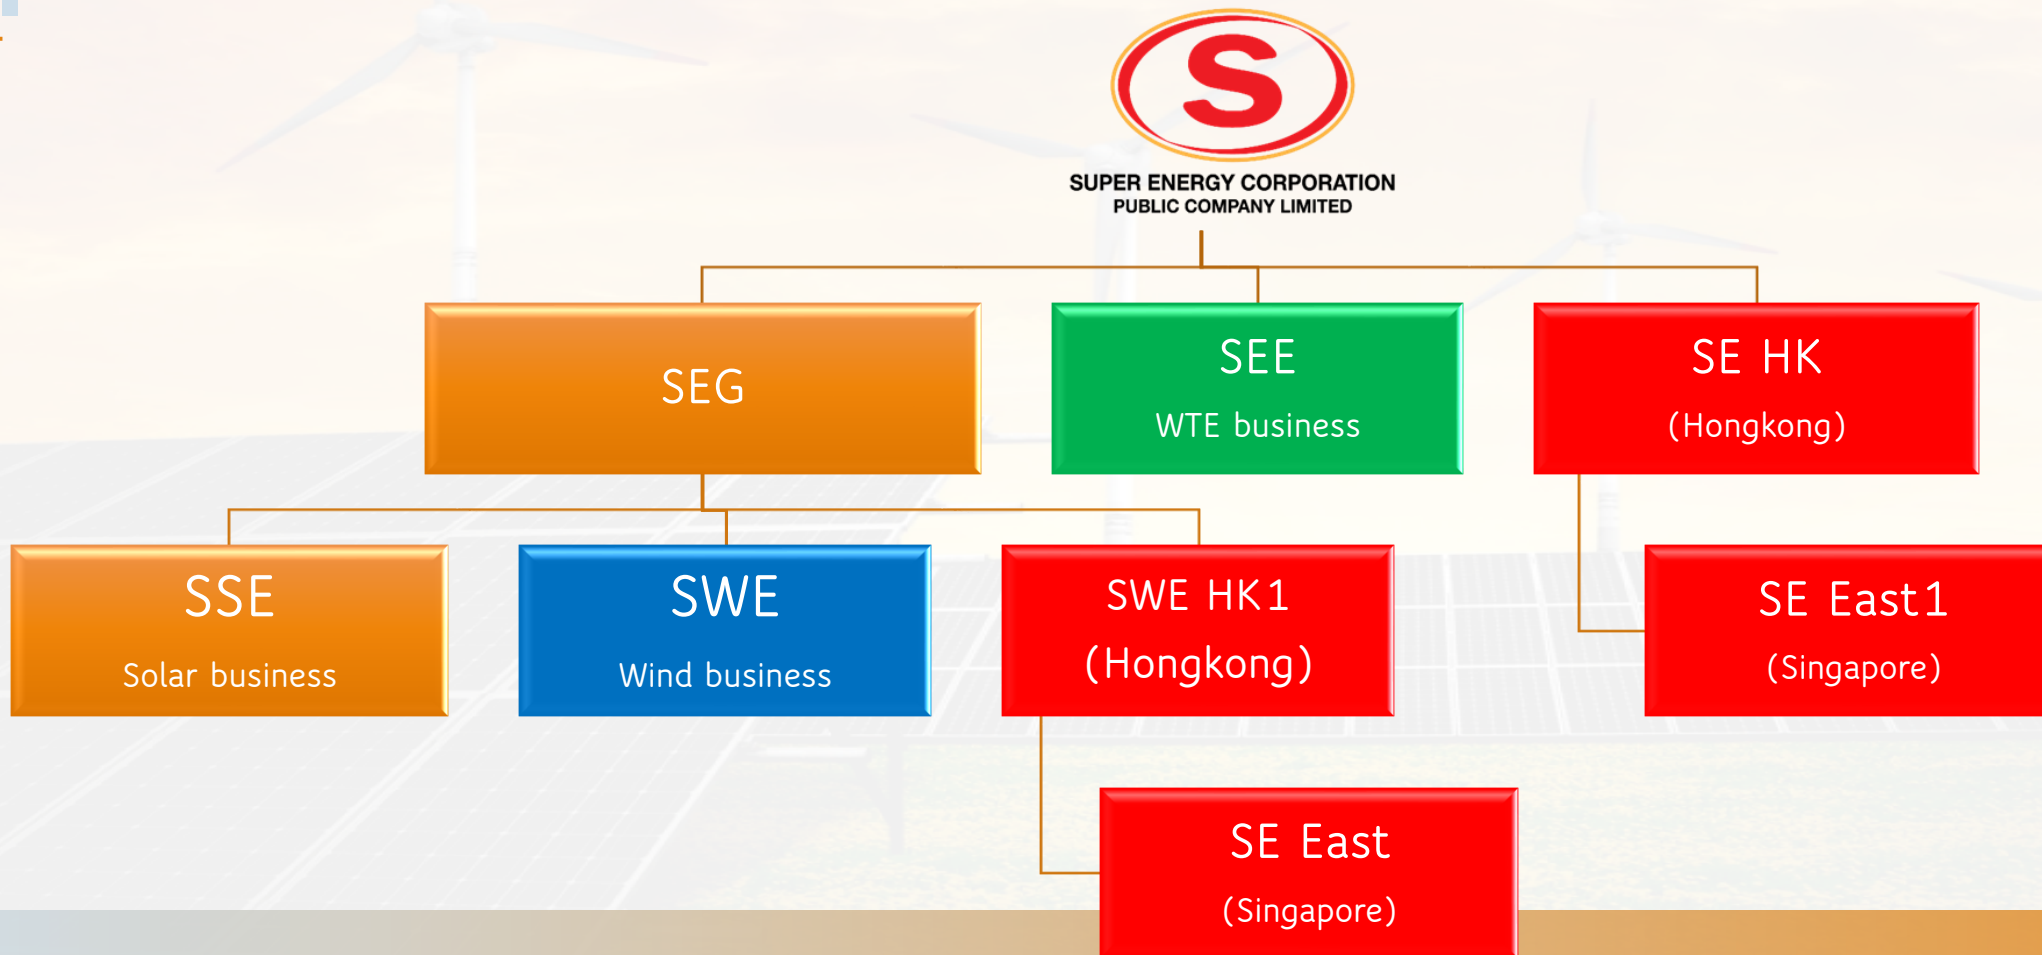 S
SUPER ENERGY CORPORATION
PUBLIC COMPANY LIMITED
SEG
SEE
WTE business
SE HK
(Hongkong)
SSE
Solar business
SWE
Wind business
SWE HK1
(Hongkong)
SE East1
(Singapore)
SE East
(Singapore)